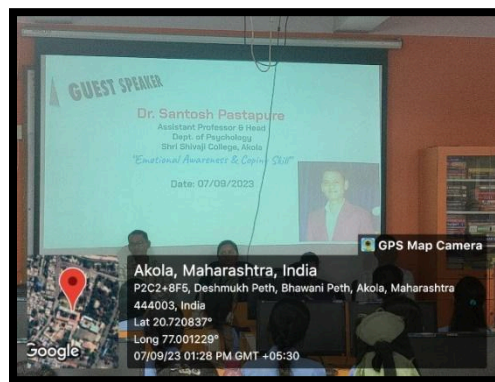 GUEST SPEAKER
Dr. Santosh Pastapure
Assistant Professor & Head
Dept. of Psychology
Shri Shivaji College, Akola
"Emotional Awareness & Coping Skill"
Date: 07/09/2023
GPS Map Camera
Akola, Maharashtra, India
P2C2+8F5, Deshmukh Peth, Bhawani Peth, Akola, Maharashtra
444003, India
Lat 20.720837°
Long 77.001229°
07/09/23 01:28 PM GMT +05:30
Google